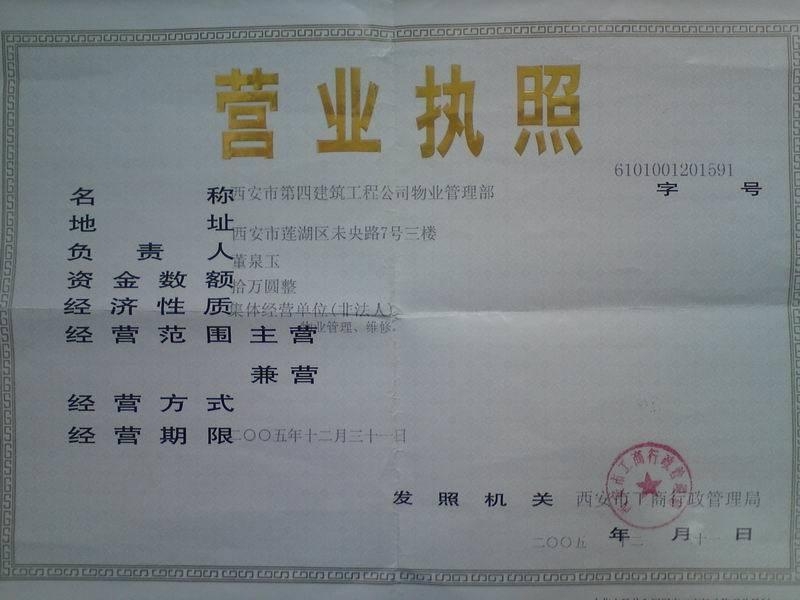 营业执照
6101001201591
字 号
名 称 西安市第四建筑工程公司物业管理部
地 址 西安市莲湖区未央路7号三楼
负 责 人 董泉玉
资 金 数 额 拾万圆整
经 济 性 质 集体经营单位(非法人)
经 营 范 围 主 营 物业管理、维修.
兼 营
经 营 方 式
经 营 期 限 二〇〇五年十二月三十一日
发 照 机 关 西安市工商行政管理局
二〇〇五 年 十二 月 日